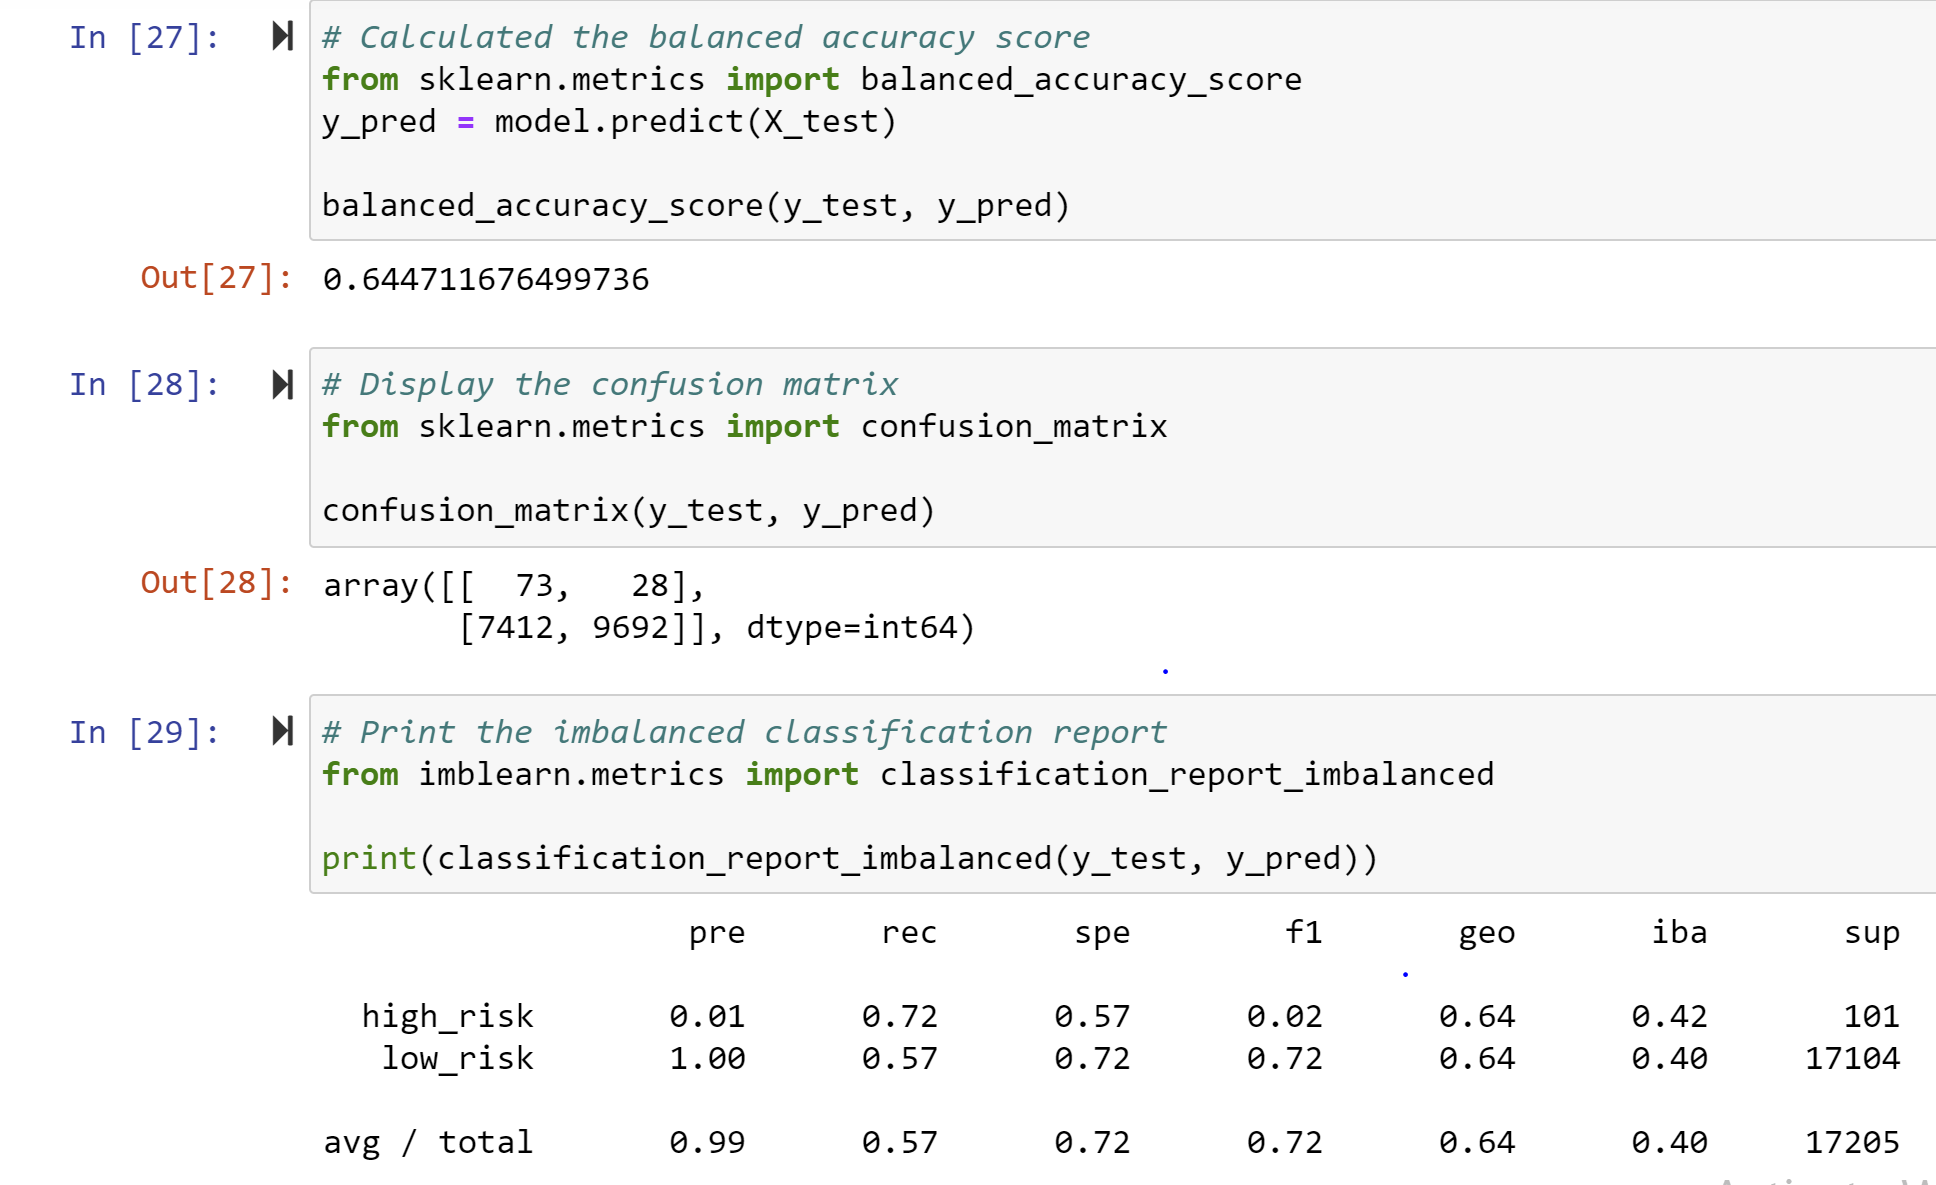 In [27]:
# Calculated the balanced accuracy score
from sklearn.metrics import balanced_accuracy_score
y_pred = model.predict(X_test)
balanced_accuracy_score(y_test, y_pred)
Out[27]: 0.644711676499736
In [28]:
# Display the confusion matrix
from sklearn.metrics import confusion_matrix
confusion_matrix(y_test, y_pred)
Out[28]: array([[  73,   28],
       [7412, 9692]], dtype=int64)
In [29]:
# Print the imbalanced classification report
from imblearn.metrics import classification_report_imbalanced
print(classification_report_imbalanced(y_test, y_pred))
pre rec spe f1 geo iba sup
high_risk 0.01 0.72 0.57 0.02 0.64 0.42 101
low_risk 1.00 0.57 0.72 0.72 0.64 0.40 17104
avg / total 0.99 0.57 0.72 0.72 0.64 0.40 17205